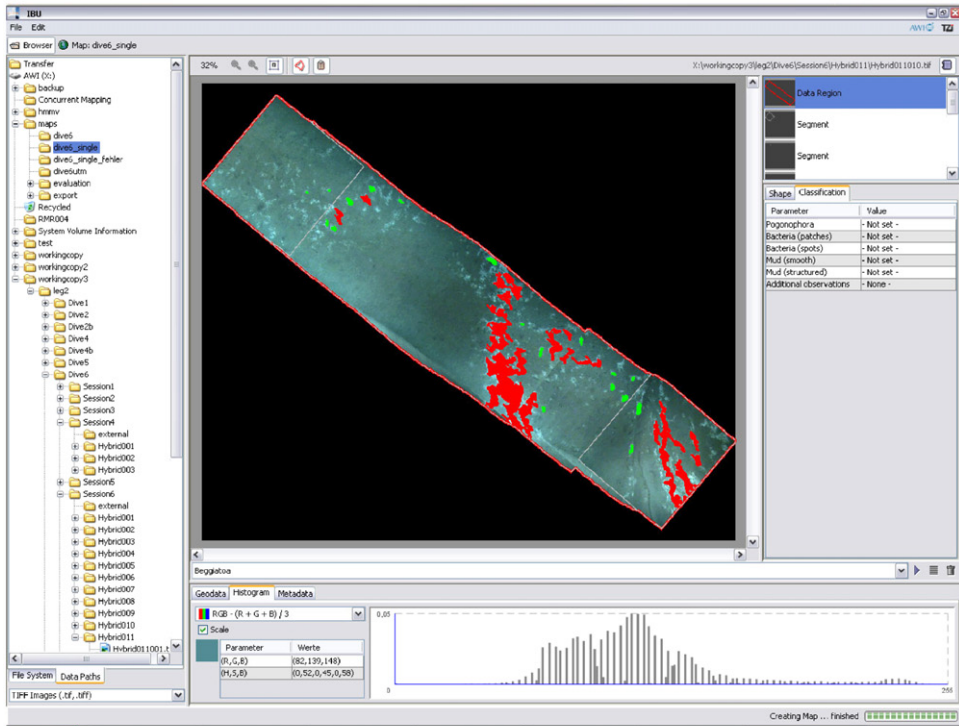 IBU
File Edit
AWI TZi
Browser Map: dive6_single
Transfer
AWI (X:)
backup
Concurrent Mapping
hmmv
maps
dive6
dive6_single
dive6_single_fehler
dive6utm
evaluation
export
Recycled
RMR004
System Volume Information
test
workingcopy
workingcopy2
workingcopy3
leg2
Dive1
Dive2
Dive2b
Dive4
Dive4b
Dive5
Dive6
Session1
Session2
Session3
Session4
external
Hybrid001
Hybrid002
Hybrid003
Session5
Session6
external
Hybrid001
Hybrid002
Hybrid003
Hybrid004
Hybrid005
Hybrid006
Hybrid007
Hybrid008
Hybrid009
Hybrid010
Hybrid011
Hybrid011001.t
File System Data Paths
TIFF Images (.tif,.tiff)
32% X:\workingcopy3\leg2\Dive6\Session6\Hybrid011\Hybrid011010.tif
Data Region
Segment
Segment
Shape Classification
Parameter Value
Pogonophora - Not set -
Bacteria (patches) - Not set -
Bacteria (spots) - Not set -
Mud (smooth) - Not set -
Mud (structured) - Not set -
Additional observations - None -
Beggiatoa
Geodata Histogram Metadata
RGB - (R + G + B) / 3
Scale
Parameter Werte
(R,G,B) (82,139,148)
(H,S,B) (0,52,0,45,0,58)
0,05
0 255
Creating Map ... finished